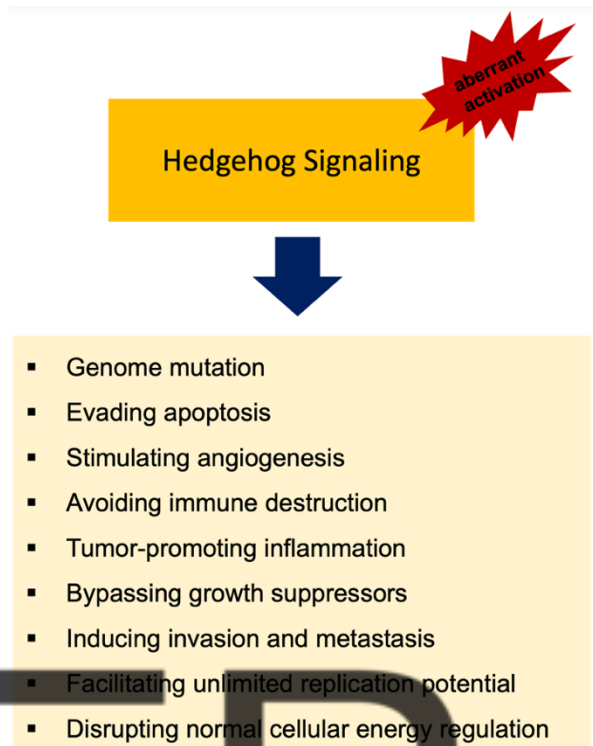 aberrant
activation
Hedgehog Signaling
▪ Genome mutation
▪ Evading apoptosis
▪ Stimulating angiogenesis
▪ Avoiding immune destruction
▪ Tumor-promoting inflammation
▪ Bypassing growth suppressors
▪ Inducing invasion and metastasis
▪ Facilitating unlimited replication potential
▪ Disrupting normal cellular energy regulation